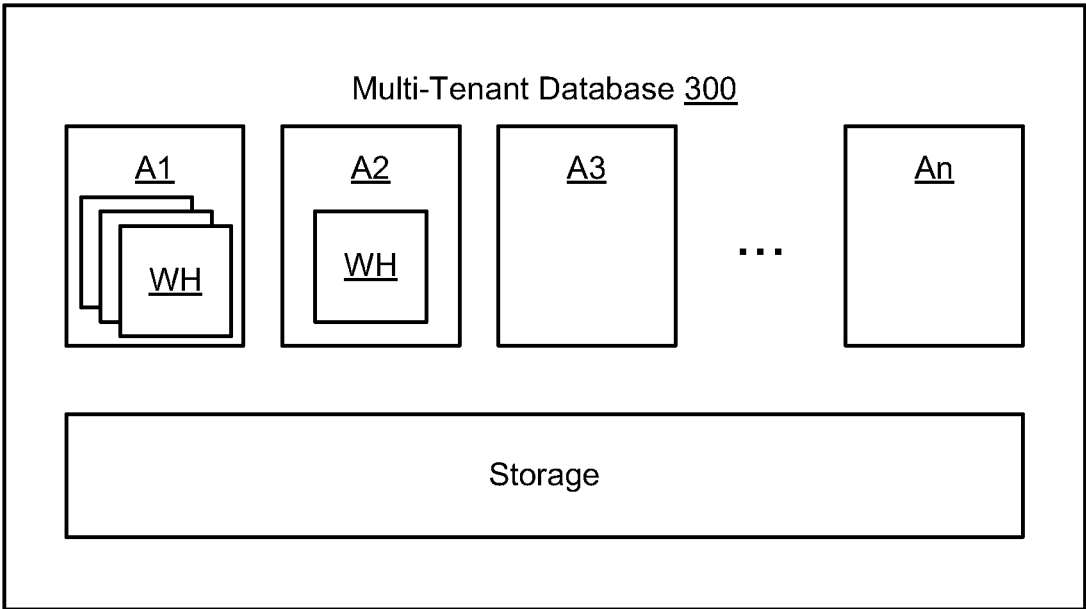 Multi-Tenant Database 300
A1
A2
A3
...
An
WH
WH
Storage